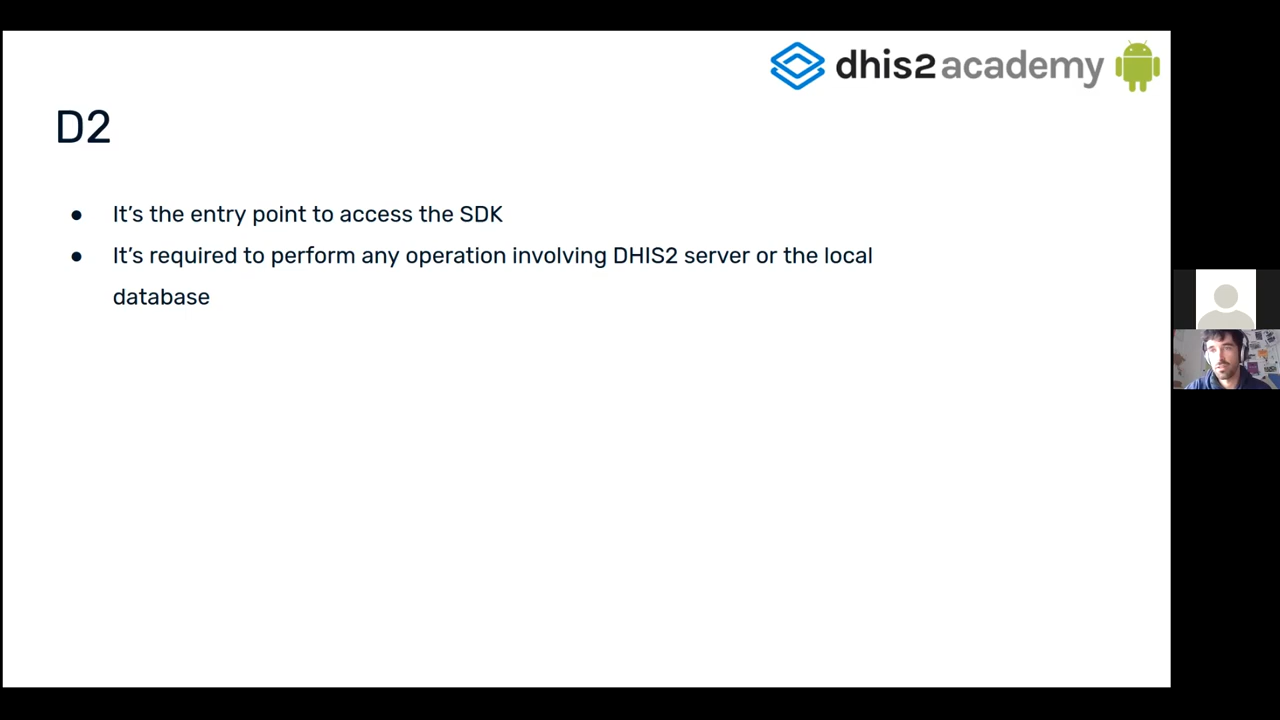 dhis2 academy
D2
● It's the entry point to access the SDK
● It's required to perform any operation involving DHIS2 server or the local
database